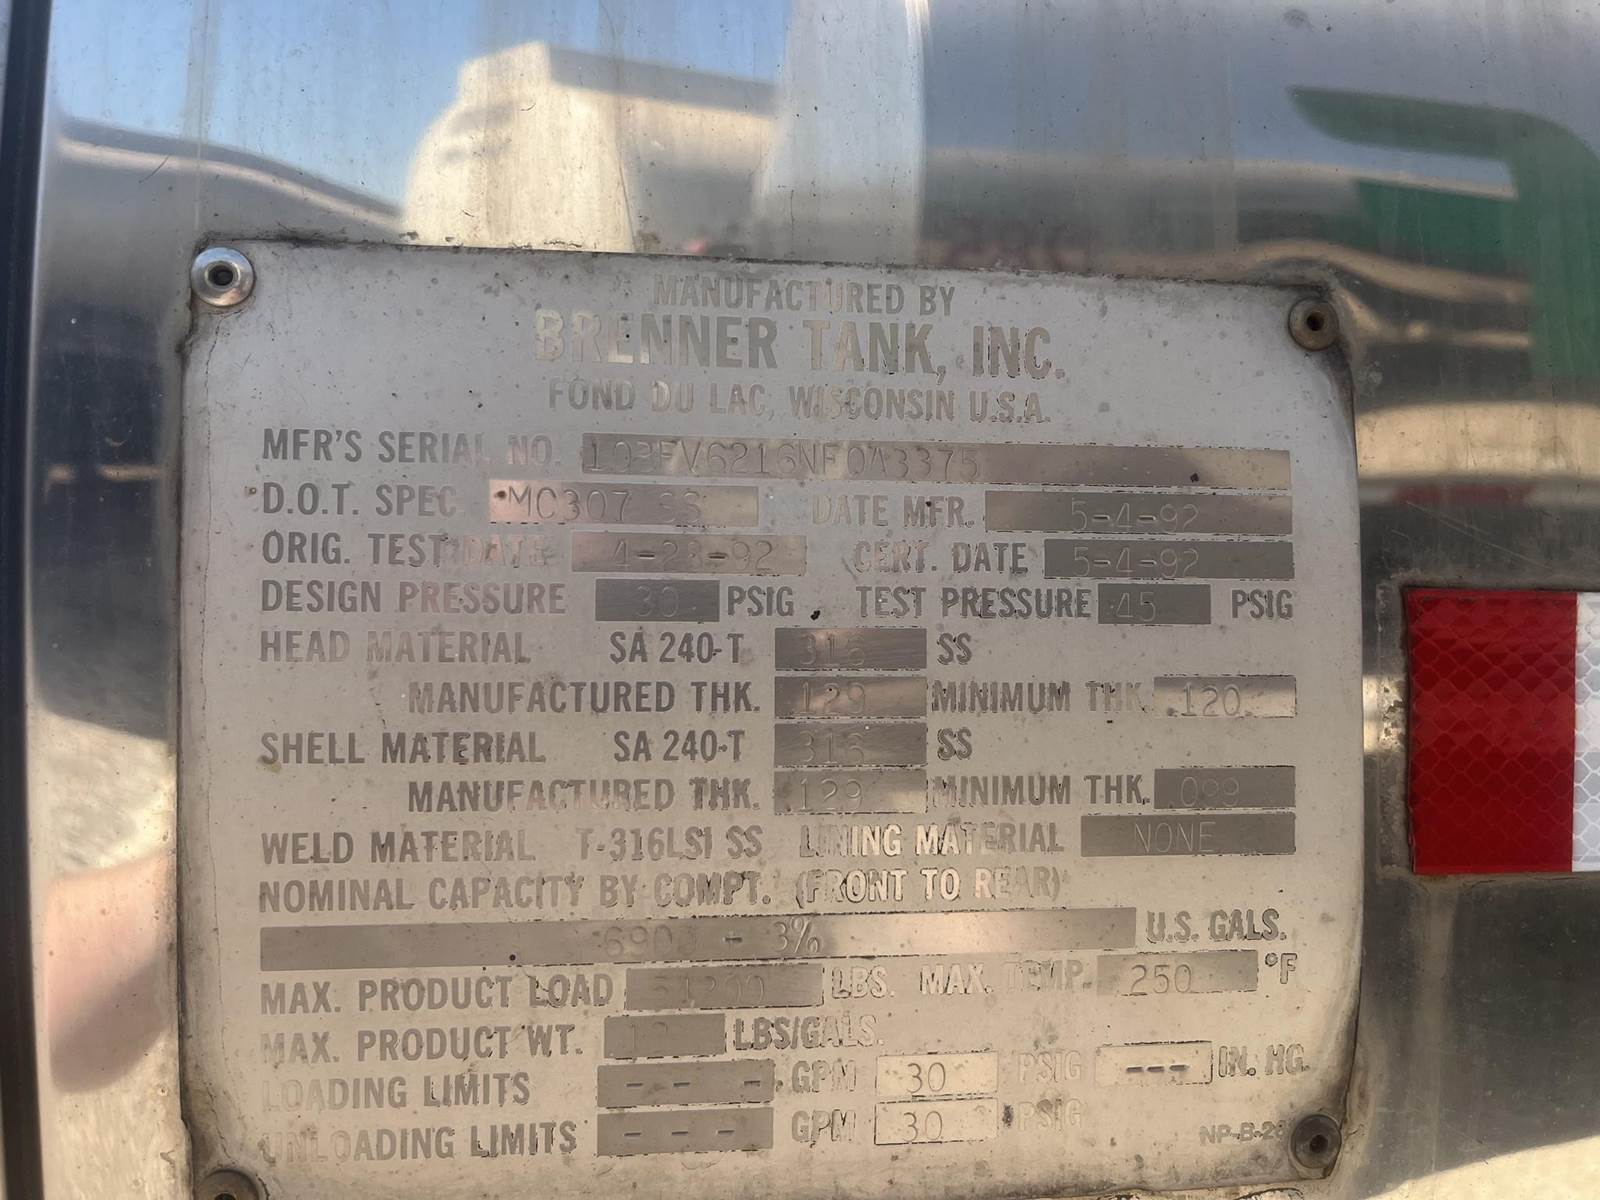 MANUFACTURED BY
BRENNER TANK, INC.
FOND DU LAC, WISCONSIN U.S.A.
MFR'S SERIAL NO.
D.O.T. SPEC. MC307 SS DATE MFR. 5-4-92
ORIG. TEST DATE 4-28-92 CERT. DATE 5-4-92
DESIGN PRESSURE 30 PSIG TEST PRESSURE 45 PSIG
HEAD MATERIAL SA 240-T 316 SS
MANUFACTURED THK. .129 MINIMUM THK. .120
SHELL MATERIAL SA 240-T 316 SS
MANUFACTURED THK. .129 MINIMUM THK. .099
WELD MATERIAL T-316LSI SS LINING MATERIAL NONE
NOMINAL CAPACITY BY COMPT. (FRONT TO REAR)
6900 - 3% U.S. GALS.
MAX. PRODUCT LOAD LBS. MAX. TEMP. 250 °F
MAX. PRODUCT WT. LBS/GALS.
LOADING LIMITS - - - GPM 30 PSIG --- IN. HG.
UNLOADING LIMITS - - - GPM 30 PSIG